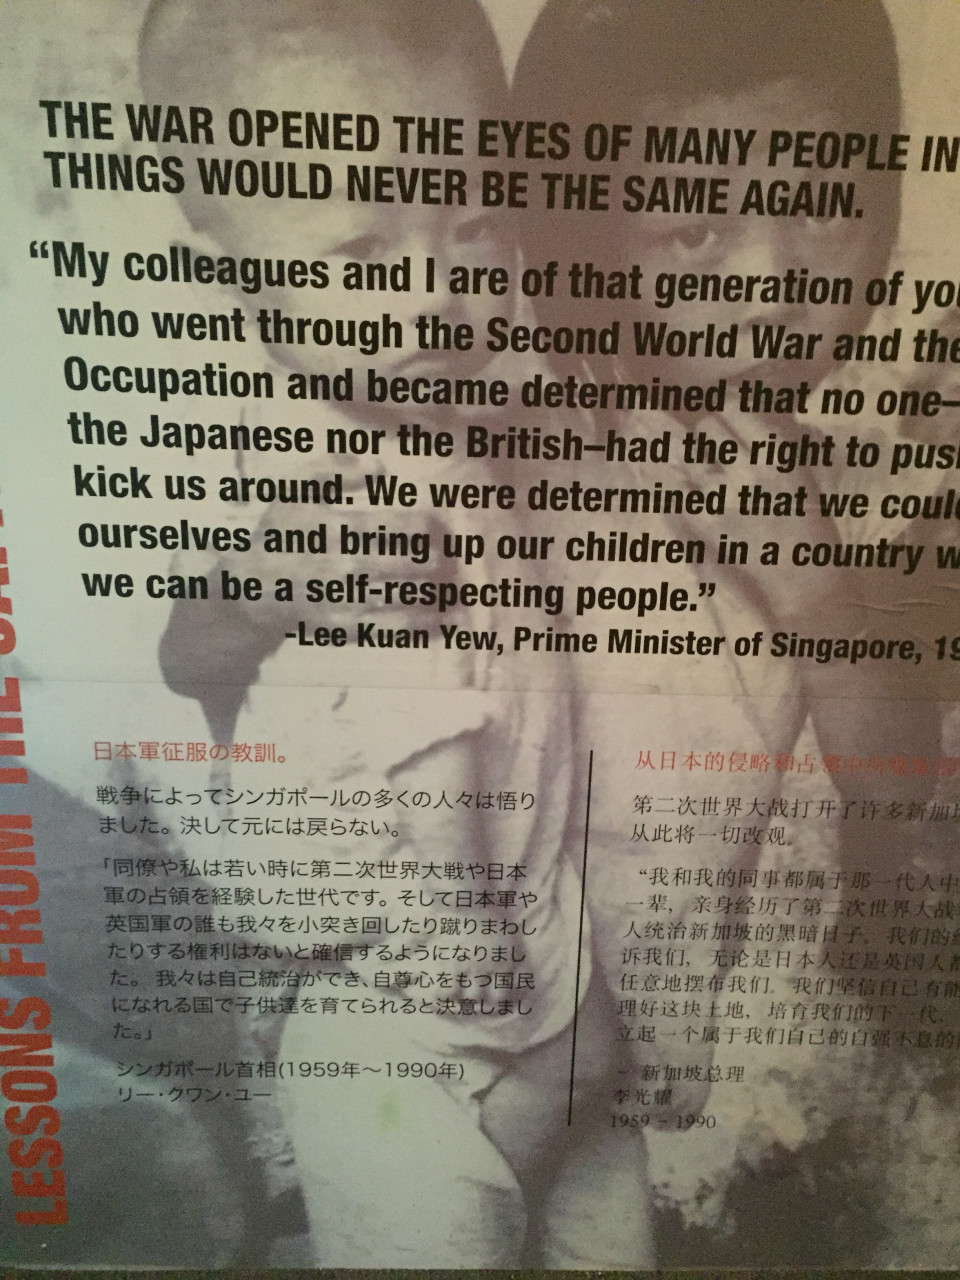 THE WAR OPENED THE EYES OF MANY PEOPLE IN
THINGS WOULD NEVER BE THE SAME AGAIN.
“My colleagues and I are of that generation of
who went through the Second World War and the
Occupation and became determined that no one–
the Japanese nor the British–had the right to
kick us around. We were determined that we
ourselves and bring up our children in a country
we can be a self-respecting people.”
-Lee Kuan Yew, Prime Minister of Singapore,
LESSONS FROM THE
日本軍征服の教訓。
戦争によってシンガポールの多くの人々は悟り
ました。決して元には戻らない。
「同僚や私は若い時に第二次世界大戦や日本
軍の占領を経験した世代です。そして日本軍や
英国軍の誰も我々を小突き回したり蹴りまわし
たりする権利はないと確信するようになりまし
た。 我々は自己統治ができ、自尊心をもつ国民
になれる国で子供達を育てられると決意しまし
た。」
シンガポール首相(1959年～1990年)
リー・クワン・ユー
从日本的侵略和占
第二次世界大战打开了许多新加
从此将一切改观。
“我和我的同事都属于那一代人中
一辈，亲身经历了第二次世界大战
人统治新加坡的黑暗日子。我们的
诉我们，无论是日本人还是英国人都
任意地摆布我们。我们坚信自己有能
理好这块土地，培育我们的下一代，
立起一个属于我们自己的自强不息的
- 新加坡总理
李光耀
1959 - 1990